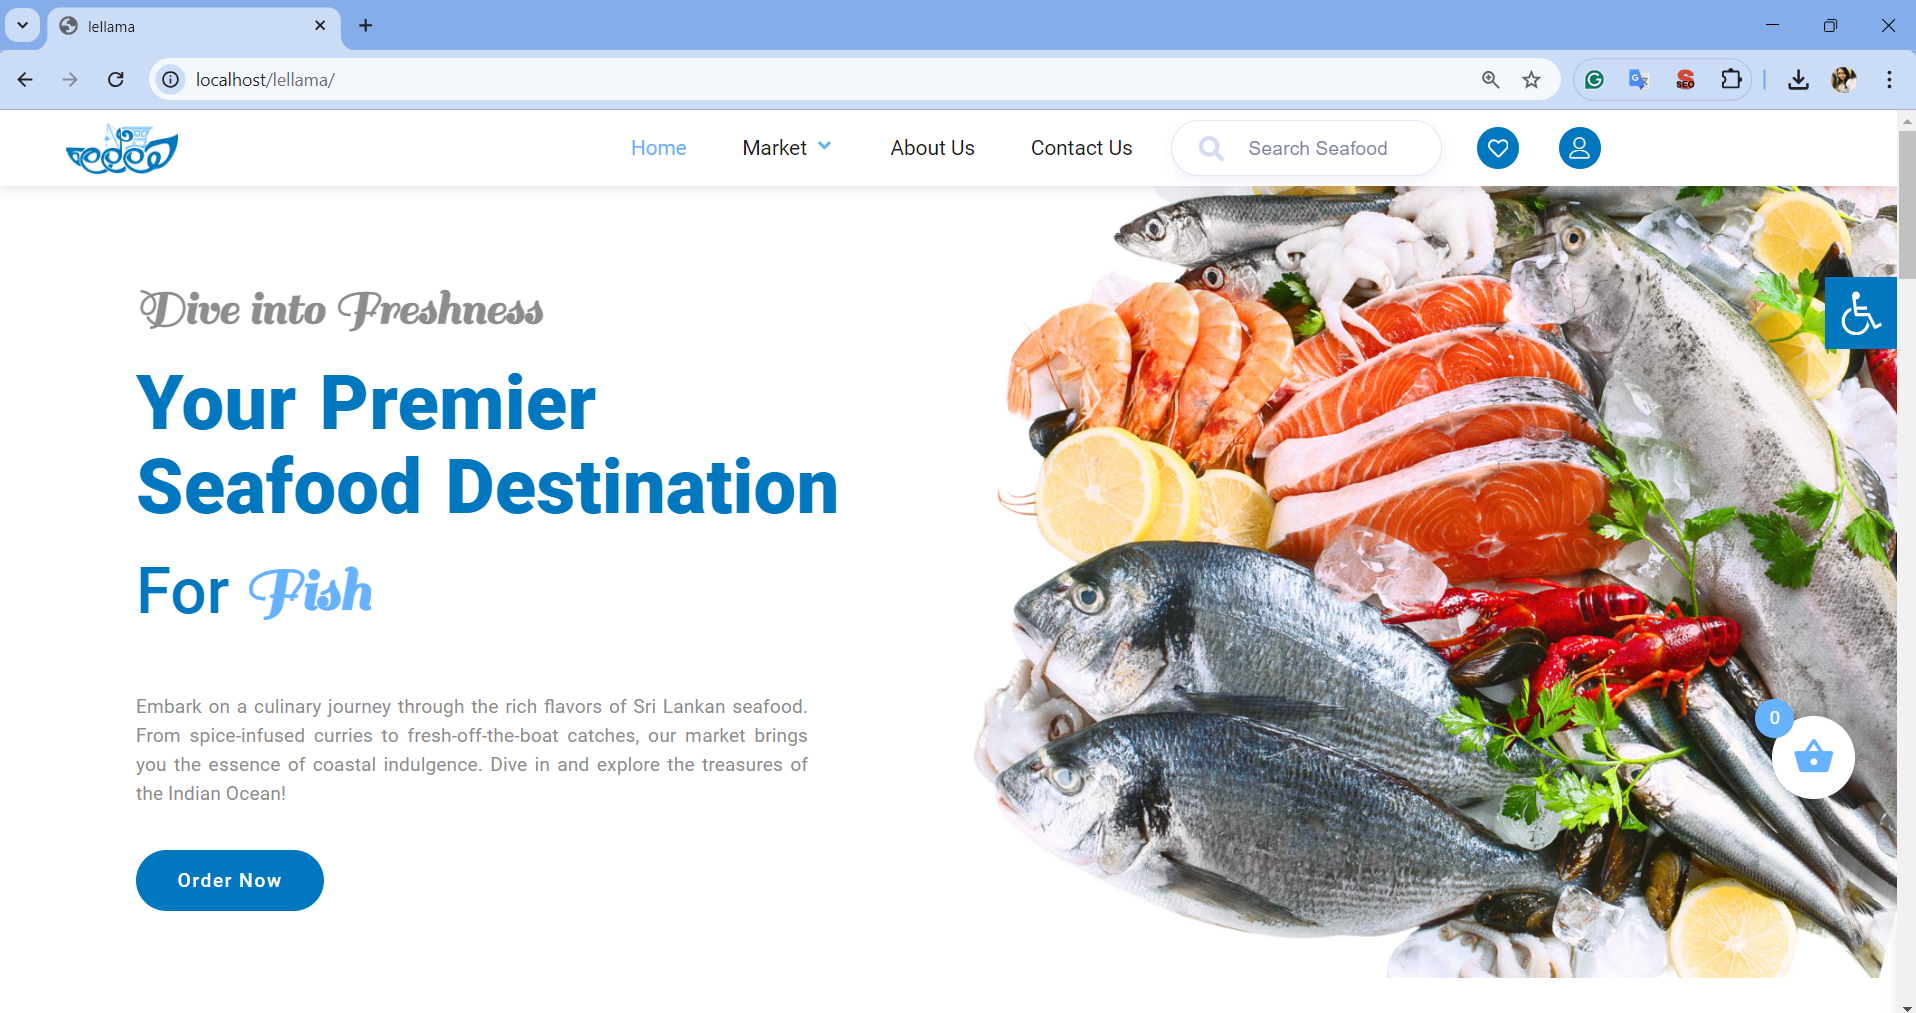 lellama
localhost/lellama/
SEO
Home
Market
About Us
Contact Us
Search Seafood
Dive into Freshness
Your Premier
Seafood Destination
For Fish
Embark on a culinary journey through the rich flavors of Sri Lankan seafood.
From spice-infused curries to fresh-off-the-boat catches, our market brings
you the essence of coastal indulgence. Dive in and explore the treasures of
the Indian Ocean!
0
Order Now